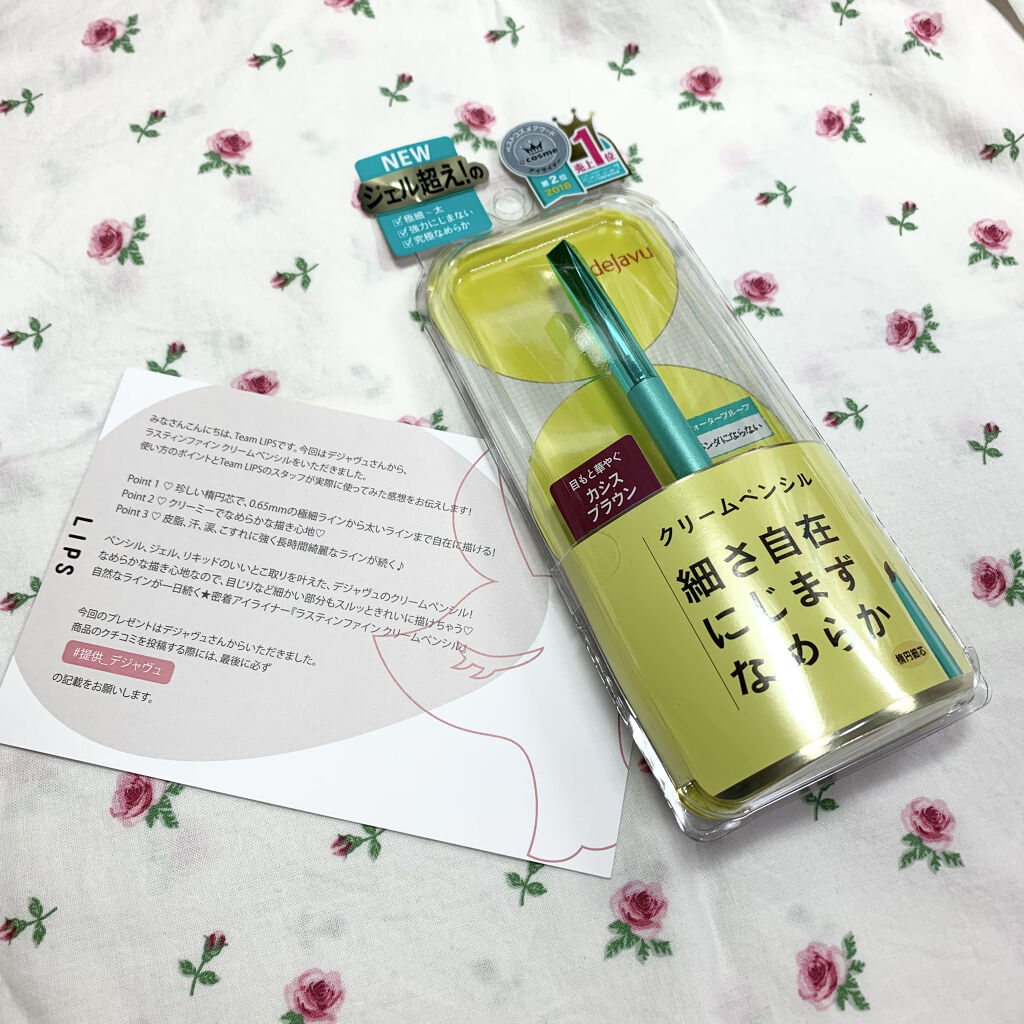 NEW
ジェル超え!の
極細~太
強力にじまない
究極なめらか
ベストコスメアワード
@cosme
アイライナー
第2位
2018
売上
1
位
deJavu
ォータープルーフ
ンダにならない
目もと華やぐ
カシス
ブラウン
クリームペンシル
細さ自在
にじまず
なめらか
楕円細芯
LIPS
みなさんこんにちは、Team LIPSです。今回はデジャヴュさんから、
ラスティンファイン クリームペンシルをいただきました。
使い方のポイントとTeam LIPSのスタッフが実際に使ってみた感想をお伝えします!
Point 1 ♡ 珍しい楕円芯で、0.65mmの極細ラインから太いラインまで自在に描ける!
Point 2 ♡ クリーミーでなめらかな描き心地♡
Point 3 ♡ 皮脂、汗、涙、こすれに強く長時間綺麗なラインが続く♪
ペンシル、ジェル、リキッドのいいとこ取りを叶えた、デジャヴュのクリームペンシル!
なめらかな描き心地なので、目じりなど細かい部分もスルッときれいに描けちゃう♡
自然なラインが一日続く★密着アイライナー『ラスティンファイン クリームペンシル』
今回のプレゼントはデジャヴュさんからいただきました。
商品のクチコミを投稿する際には、最後に必ず
#提供_デジャヴュ
の記載をお願いします。